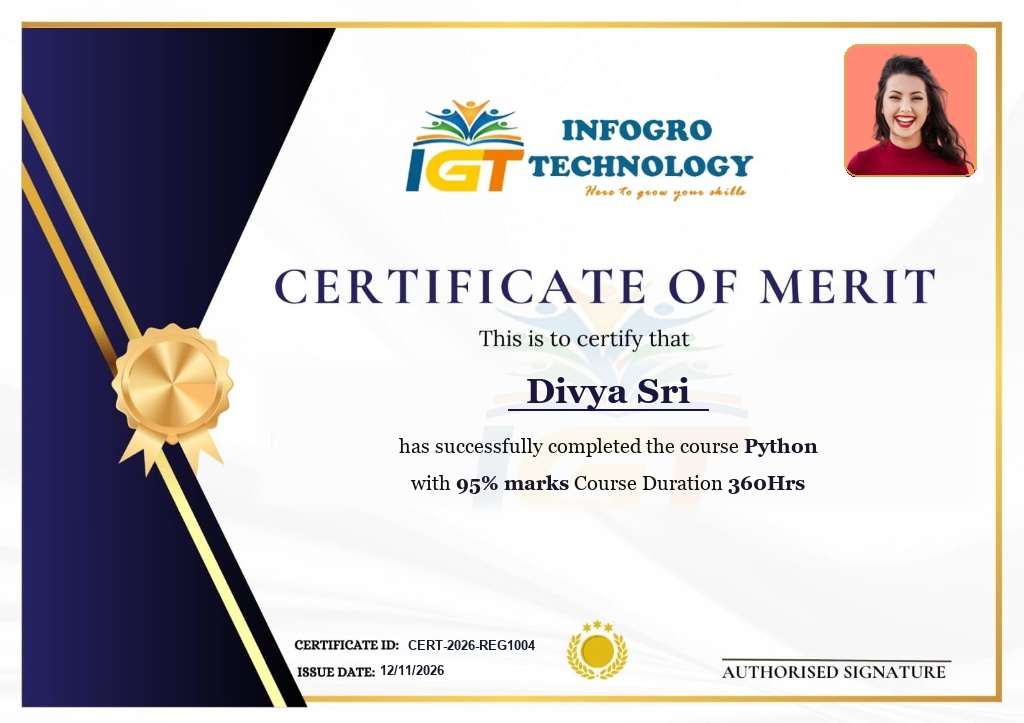 INFOGRO
IGT TECHNOLOGY
Here to grow your skills
CERTIFICATE OF MERIT
This is to certify that
Divya Sri
has successfully completed the course Python
with 95% marks Course Duration 360Hrs
CERTIFICATE ID: CERT-2026-REG1004
ISSUE DATE: 12/11/2026
AUTHORISED SIGNATURE